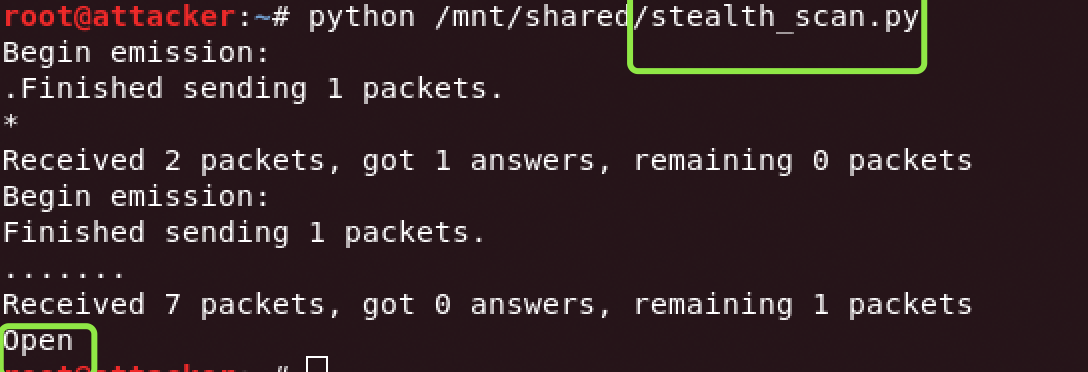 root@attacker:~# python /mnt/shared/stealth_scan.py
Begin emission:
.Finished sending 1 packets.
*
Received 2 packets, got 1 answers, remaining 0 packets
Begin emission:
Finished sending 1 packets.
.......
Received 7 packets, got 0 answers, remaining 1 packets
Open
root@attacker:~#